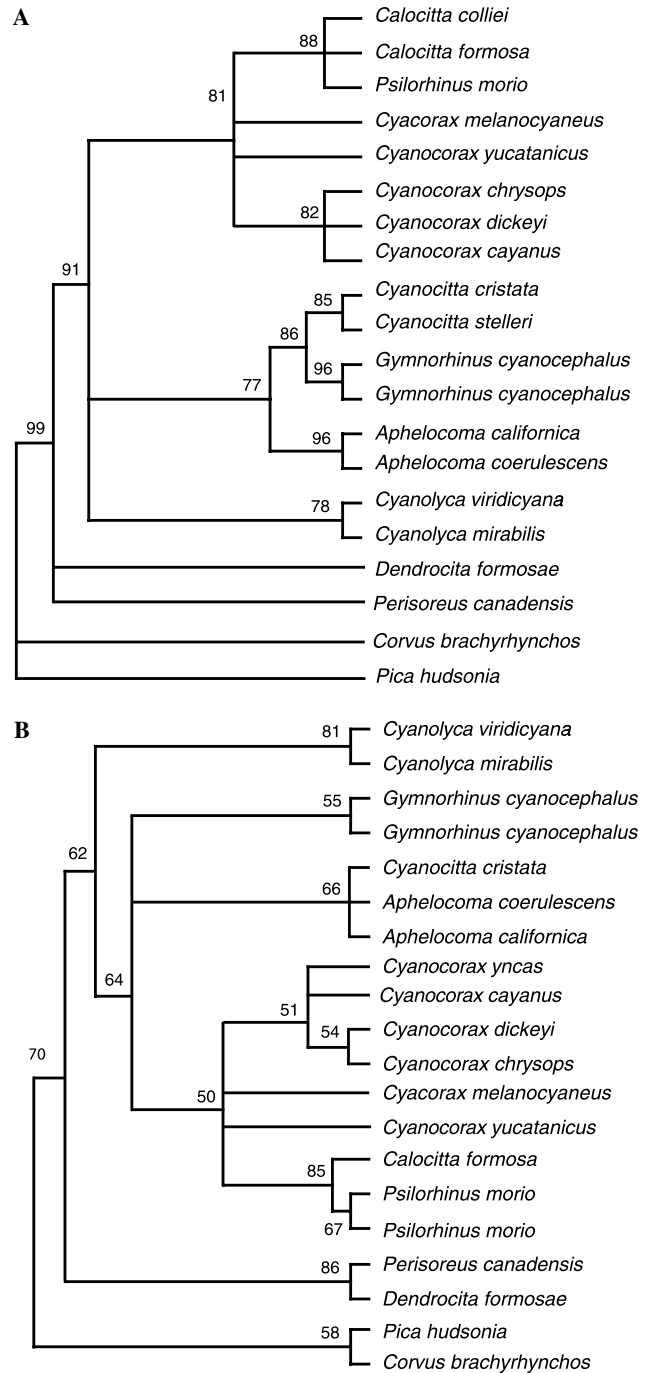 A
Calocitta colliei
88
Calocitta formosa
Psilorhinus morio
81
Cyacorax melanocyaneus
Cyanocorax yucatanicus
Cyanocorax chrysops
82
Cyanocorax dickeyi
Cyanocorax cayanus
91
Cyanocitta cristata
85
Cyanocitta stelleri
86
Gymnorhinus cyanocephalus
96
Gymnorhinus cyanocephalus
77
Aphelocoma californica
99
96
Aphelocoma coerulescens
Cyanolyca viridicyana
78
Cyanolyca mirabilis
Dendrocita formosae
Perisoreus canadensis
Corvus brachyrhynchos
Pica hudsonia
B
Cyanolyca viridicyana
81
Cyanolyca mirabilis
Gymnorhinus cyanocephalus
55
Gymnorhinus cyanocephalus
62
Cyanocitta cristata
66
Aphelocoma coerulescens
Aphelocoma californica
Cyanocorax yncas
64
Cyanocorax cayanus
51
Cyanocorax dickeyi
54
Cyanocorax chrysops
70
Cyacorax melanocyaneus
50
Cyanocorax yucatanicus
Calocitta formosa
85
Psilorhinus morio
67
Psilorhinus morio
Perisoreus canadensis
86
Dendrocita formosae
Pica hudsonia
58
Corvus brachyrhynchos